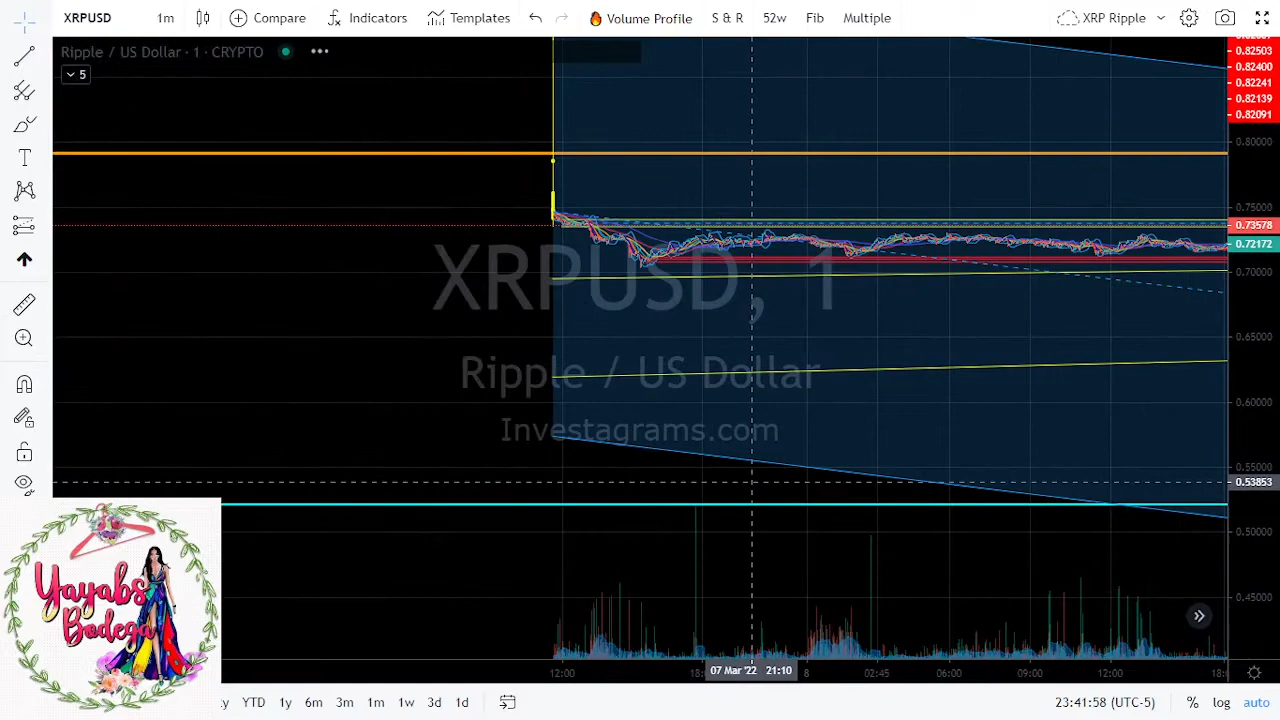 XRPUSD 1m Compare Indicators Templates Volume Profile S & R 52w Fib Multiple XRP Ripple
Ripple / US Dollar · 1 · CRYPTO
5
0.82503
0.82400
0.82241
0.82139
0.82091
0.80000
0.75000
0.73578
0.72172
0.70000
0.65000
0.60000
0.55000
0.53853
0.50000
0.45000
XRPUSD, 1
Ripple / US Dollar
Investagrams.com
Yayabs
Bodega
12:00 07 Mar '22 21:10 8 02:45 06:00 09:00 12:00
YTD 1y 6m 3m 1m 1w 3d 1d 23:41:58 (UTC-5) % log auto